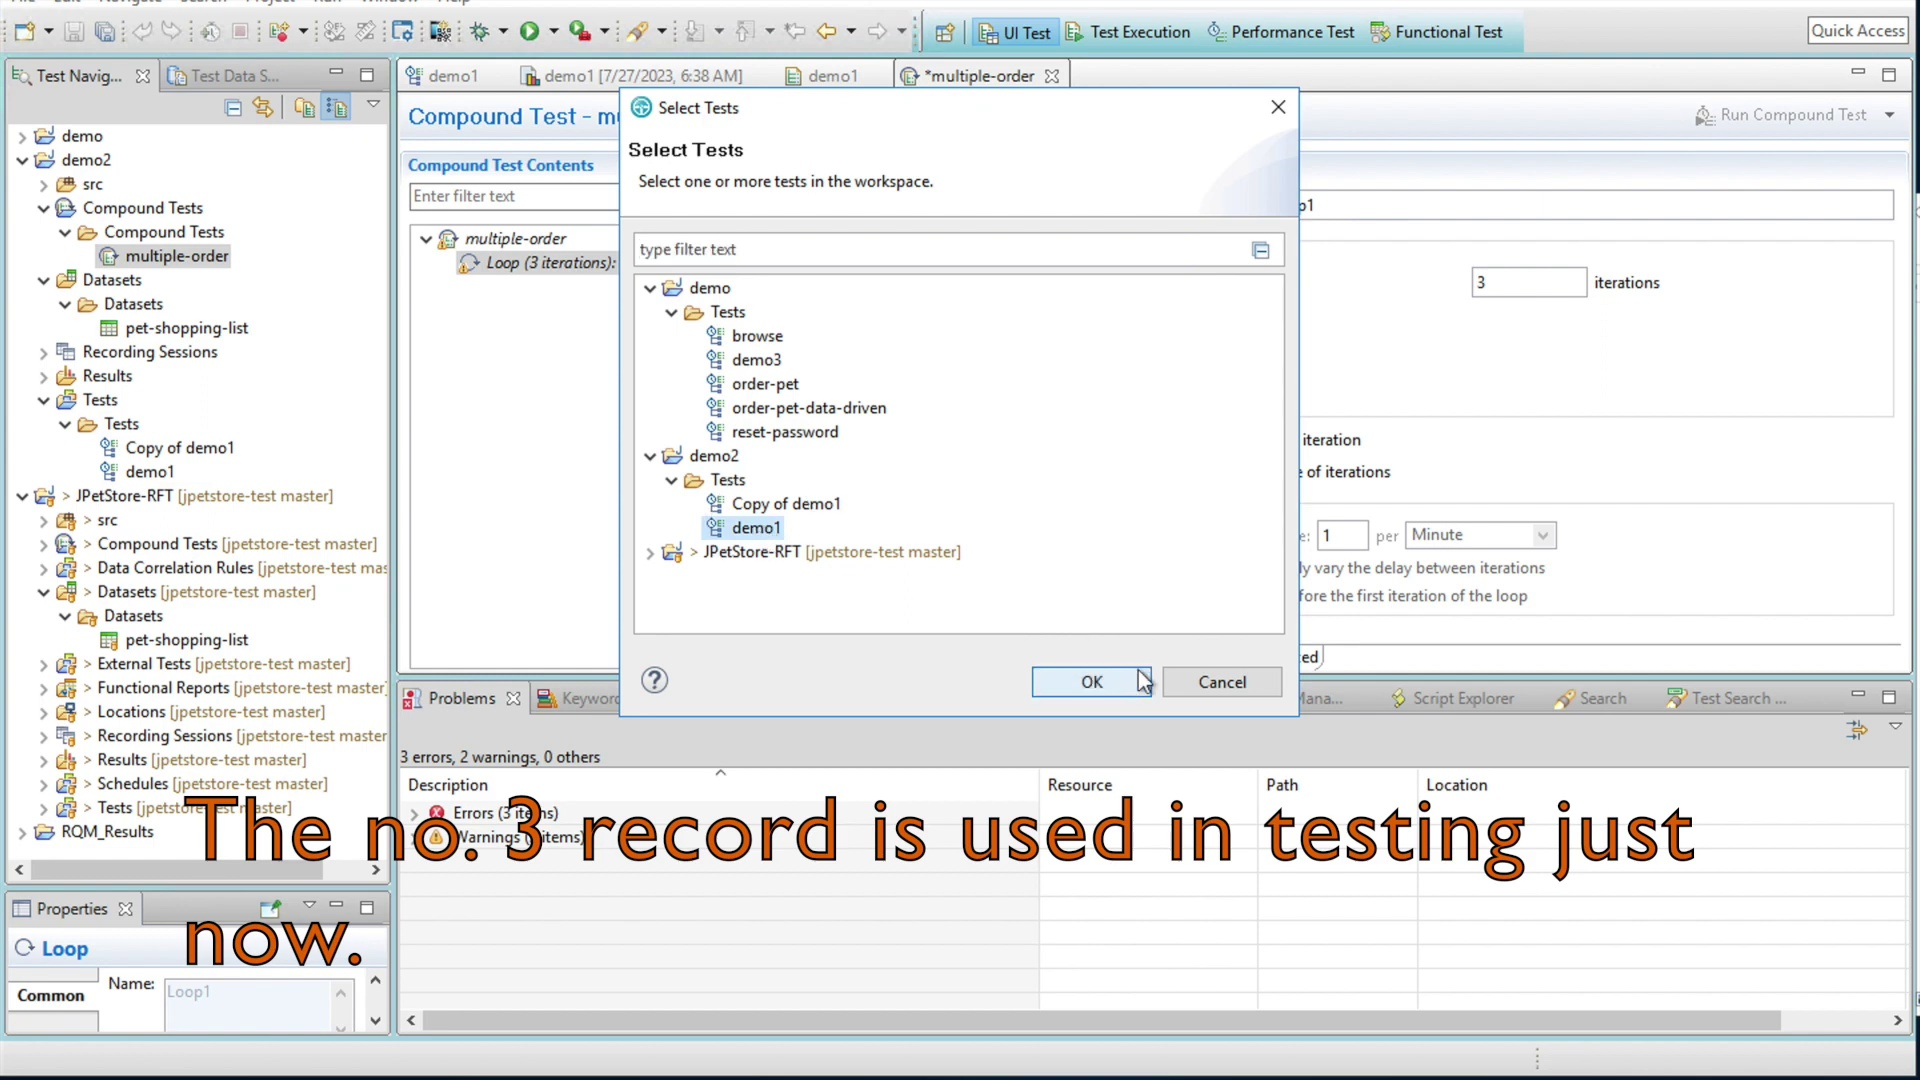 UI Test
Test Execution
Performance Test
Functional Test
Quick Access
Test Navig...
Test Data S...
demo1
demo1 [7/27/2023, 6:38 AM]
demo1
*multiple-order
Compound Test - mu
Run Compound Test
Compound Test Contents
Enter filter text
multiple-order
Loop (3 iterations):
3
iterations
iteration
of iterations
1
per
Minute
vary the delay between iterations
the first iteration of the loop
demo
demo2
src
Compound Tests
Compound Tests
multiple-order
Datasets
Datasets
pet-shopping-list
Recording Sessions
Results
Tests
Tests
Copy of demo1
demo1
> JPetStore-RFT [jpetstore-test master]
> src
> Compound Tests [jpetstore-test master]
> Data Correlation Rules [jpetstore-test mas
> Datasets [jpetstore-test master]
Datasets
pet-shopping-list
> External Tests [jpetstore-test master]
> Functional Reports [jpetstore-test master]
> Locations [jpetstore-test master]
> Recording Sessions [jpetstore-test master
> Results [jpetstore-test master]
> Schedules [jpetstore-test master]
> Tests [jpetstore-test master]
RQM_Results
Select Tests
Select Tests
Select one or more tests in the workspace.
type filter text
demo
Tests
browse
demo3
order-pet
order-pet-data-driven
reset-password
demo2
Tests
Copy of demo1
demo1
> JPetStore-RFT [jpetstore-test master]
OK
Cancel
Problems
Script Explorer
Search
Test Search ...
3 errors, 2 warnings, 0 others
Description
Resource
Path
Location
Errors (3 items)
Warnings
items)
The no. 3 record is used in testing just
now.
Properties
Loop
Common
Name:
Loop1